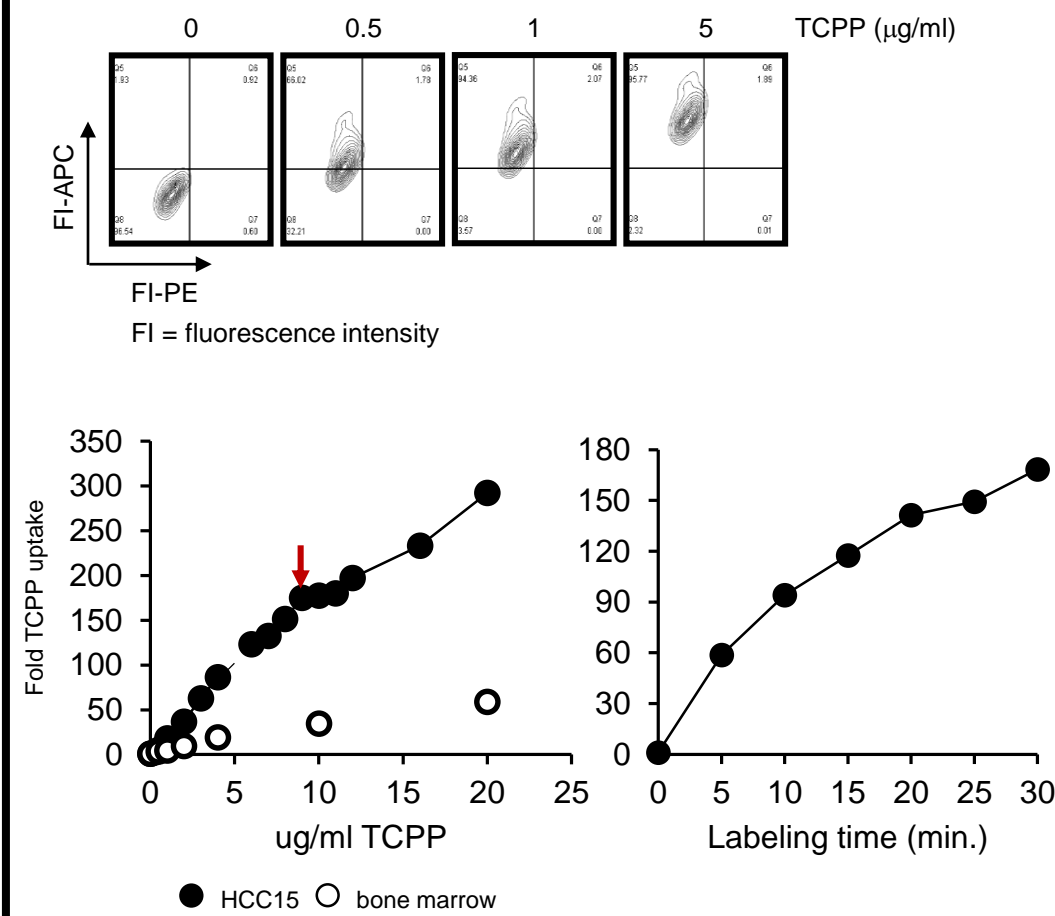 0 0.5 1 5 TCPP (μg/ml)
Q5 Q6 Q5 Q6 Q5 Q6 Q5 Q6
1.93 0.92 66.02 1.78 94.36 2.07 95.77 1.89
FI-APC
Q8 Q7 Q8 Q7 Q8 Q7 Q8 Q7
96.54 0.60 32.21 0.00 3.57 2.32 0.01
FI-PE
FI = fluorescence intensity
Fold TCPP uptake
350
300
250
200
150
100
50
0
0 5 10 15 20 25
ug/ml TCPP
180
150
120
90
60
30
0
0 5 10 15 20 25 30
Labeling time (min.)
HCC15 bone marrow